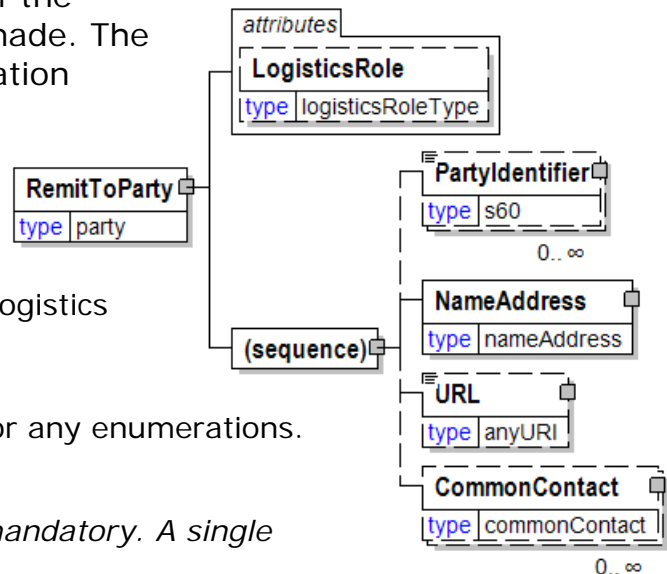 r the
made. The
ation
ogistics
or any enumerations.
mandatory. A single
attributes
LogisticsRole
type logisticsRoleType
RemitToParty
type party
(sequence)
PartyIdentifier
type s60
0.. ∞
NameAddress
type nameAddress
URL
type anyURI
CommonContact
type commonContact
0.. ∞